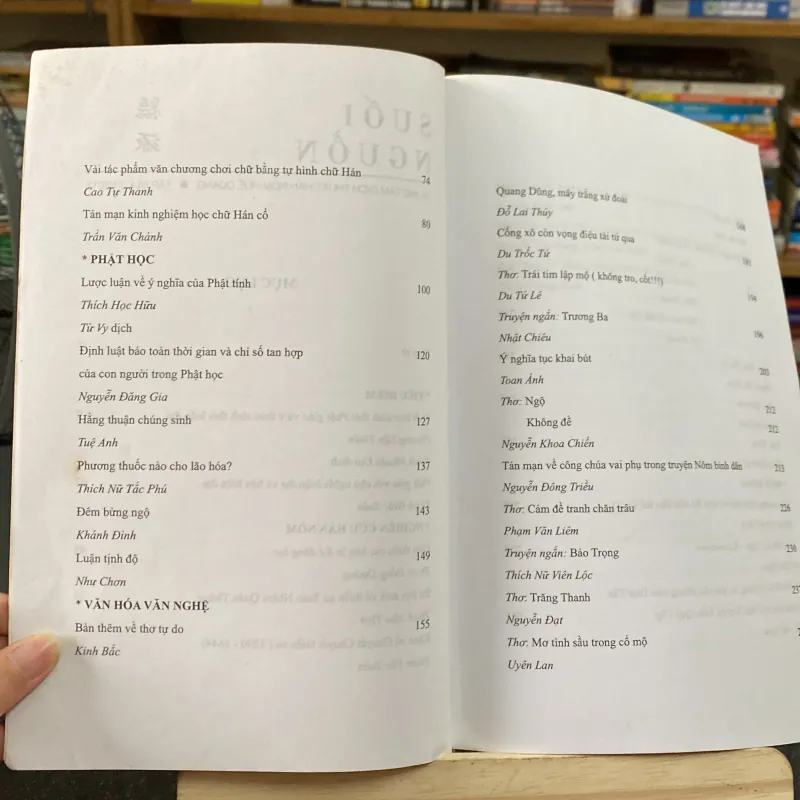 Vài tác phẩm văn chương chơi chữ bằng tự hình chữ Hán 74
Cao Tự Thanh
Tản mạn kinh nghiệm học chữ Hán cổ 80
Trần Văn Chánh
* PHẬT HỌC
Lược luận về ý nghĩa của Phật tính 100
Thích Học Hữu
Từ Vy dịch
Định luật bảo toàn thời gian và chỉ số tan hợp 120
của con người trong Phật học
Nguyễn Đăng Gia
Hằng thuận chúng sinh 127
Tuệ Anh
Phương thuốc nào cho lão hóa? 137
Thích Nữ Tắc Phú
Đêm bừng ngộ 143
Khánh Đình
Luận tịnh độ 149
Như Chơn
* VĂN HÓA VĂN NGHỆ
Bàn thêm về thơ tự do 155
Kinh Bắc
Quang Dũng, mây trắng xứ đoài
Đỗ Lai Thúy
Cổng xô còn vọng điệu tài tử qua
Du Trốc Tử
Thơ: Trái tim lập mộ ( không tro, cốt!!!) 194
Du Tử Lê
Truyện ngắn: Trương Ba 196
Nhật Chiêu
Ý nghĩa tục khai bút 203
Toan Ánh
Thơ: Ngộ 212
Không đề 212
Nguyễn Khoa Chiến
Tản mạn về công chúa vai phụ trong truyện Nôm bình dân 213
Nguyễn Đông Triều
Thơ: Cảm đề tranh chăn trâu 226
Phạm Văn Liêm
Truyện ngắn: Bảo Trọng 230
Thích Nữ Viên Lộc
Thơ: Trăng Thanh
Nguyễn Đạt
Thơ: Mơ tình sầu trong cổ mộ
Uyên Lan